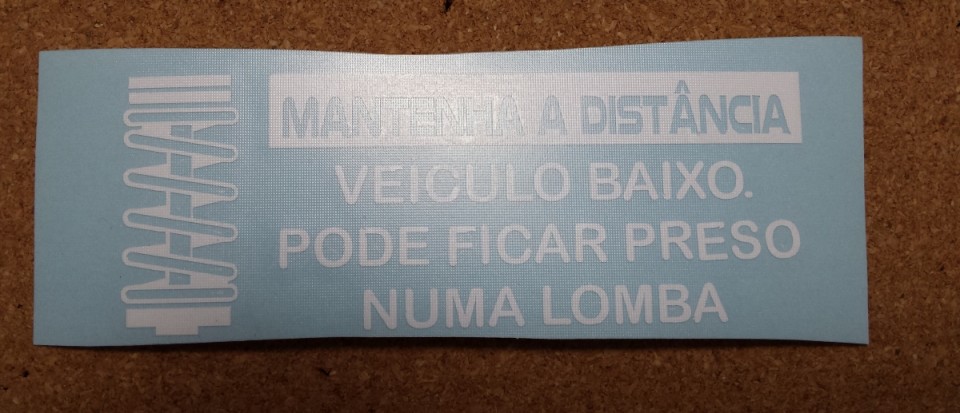 MANTENHA A DISTÂNCIA
VEICULO BAIXO.
PODE FICAR PRESO
NUMA LOMBA